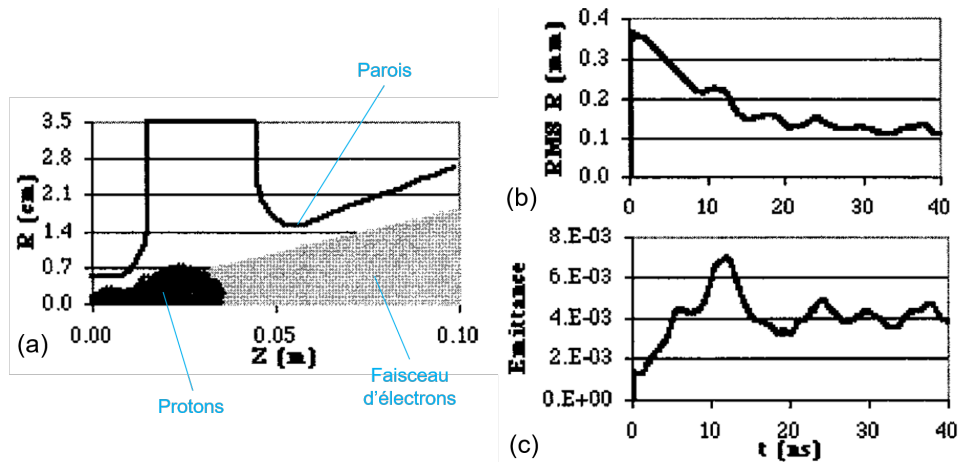 Parois
R (cm)
3.5
2.8
2.1
1.4
0.7
0.0
0.00
0.05
0.10
Z (m)
(a)
Protons
Faisceau
d'électrons
RMS R (mm)
0.4
0.3
0.2
0.1
0.0
0
10
20
30
40
(b)
Emittance
8.E-03
6.E-03
4.E-03
2.E-03
0.E+00
0
10
20
30
40
t (ns)
(c)